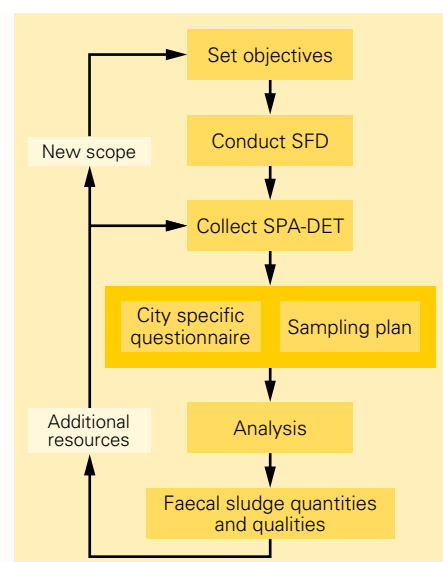 Set objectives
Conduct SFD
New scope
Collect SPA-DET
City specific
questionnaire
Sampling plan
Additional
resources
Analysis
Faecal sludge quantities
and qualities